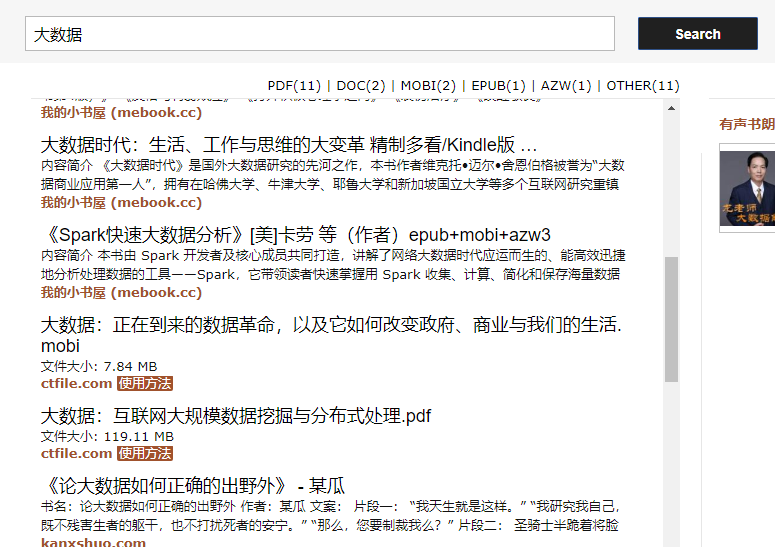 大数据
Search
PDF(11) | DOC(2) | MOBI(2) | EPUB(1) | AZW(1) | OTHER(11)
我的小书屋 (mebook.cc)
大数据时代：生活、工作与思维的大变革 精制多看/Kindle版 …
内容简介 《大数据时代》是国外大数据研究的先河之作，本书作者维克托•迈尔•舍恩伯格被誉为“大数
据商业应用第一人”，拥有在哈佛大学、牛津大学、耶鲁大学和新加坡国立大学等多个互联网研究重镇
我的小书屋 (mebook.cc)
《Spark快速大数据分析》[美]卡劳 等（作者）epub+mobi+azw3
内容简介 本书由 Spark 开发者及核心成员共同打造，讲解了网络大数据时代应运而生的、能高效迅捷
地分析处理数据的工具——Spark，它带领读者快速掌握用 Spark 收集、计算、简化和保存海量数据
我的小书屋 (mebook.cc)
大数据：正在到来的数据革命，以及它如何改变政府、商业与我们的生活.
mobi
文件大小: 7.84 MB
ctfile.com 使用方法
大数据：互联网大规模数据挖掘与分布式处理.pdf
文件大小: 119.11 MB
ctfile.com 使用方法
《论大数据如何正确的出野外》 - 某瓜
书名：论大数据如何正确的出野外 作者：某瓜 文案： 片段一： “我天生就是这样。” “我研究我自己，
既不残害生者的躯干，也不打扰死者的安宁。” “那么，您要制裁我么？” 片段二： 圣骑士半跪着将脸
kanxshuo.com
有声书朗
大数据